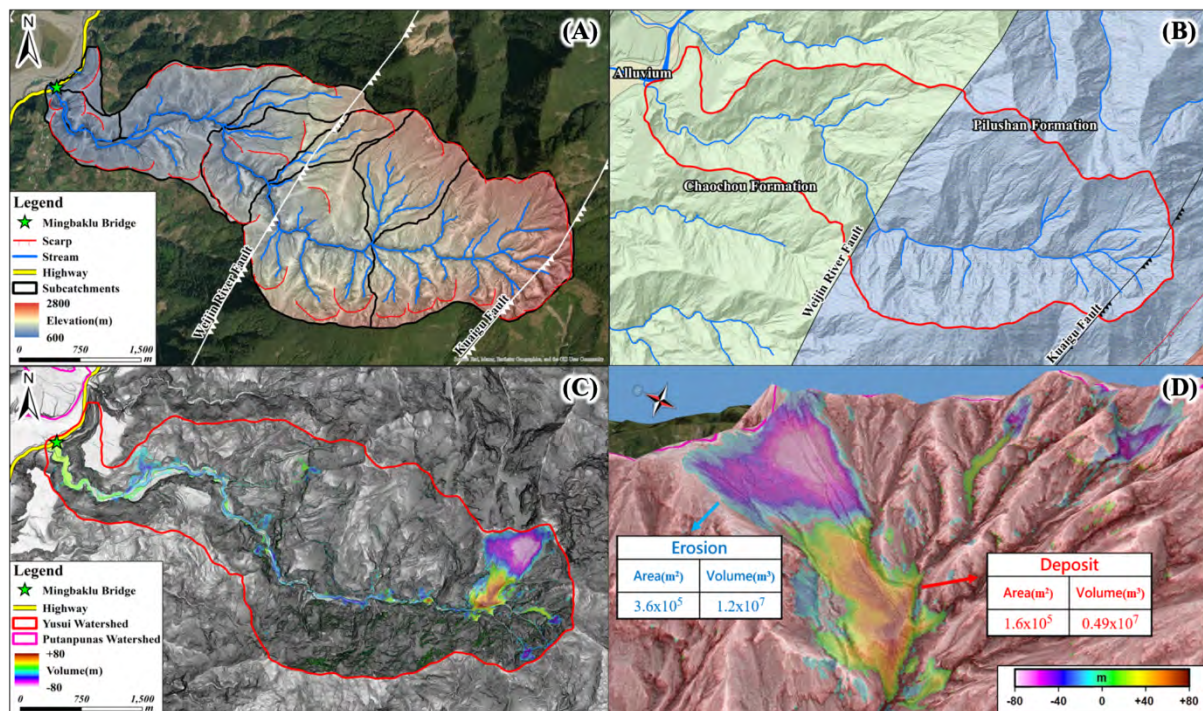 (A)
N
Weijin River Fault
Kuaigu Fault
Legend
Mingbaklu Bridge
Scarp
Stream
Highway
Subcatchments
2800
Elevation(m)
600
0 750 1,500
m
(B)
Alluvium
Pilushan Formation
Chaochou Formation
Weijin River Fault
Kuaigu Fault
(C)
N
Legend
Mingbaklu Bridge
Highway
Yusui Watershed
Putanpunas Watershed
+80
Volume(m)
-80
0 750 1,500
m
(D)
Erosion
Area(m²) Volume(m³)
3.6x10⁵ 1.2x10⁷
Deposit
Area(m²) Volume(m³)
1.6x10⁵ 0.49x10⁷
m
-80 -40 0 +40 +80